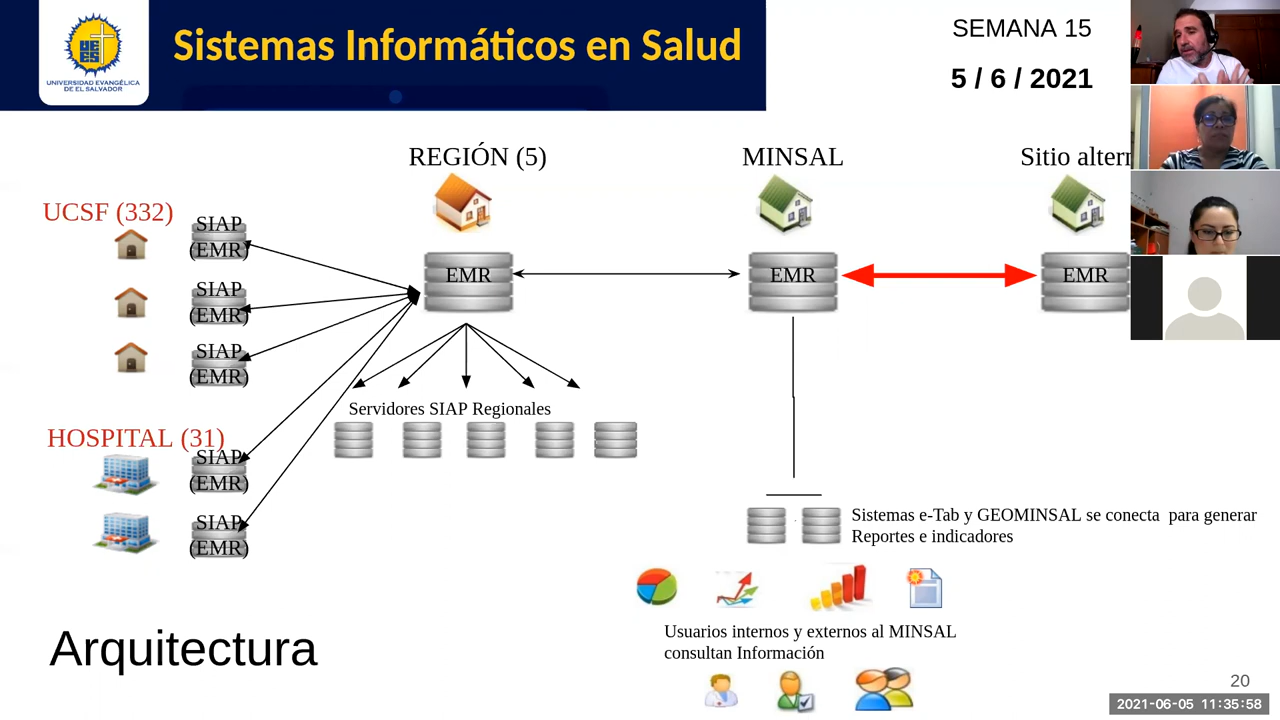 UEES
UNIVERSIDAD EVANGÉLICA
DE EL SALVADOR
Sistemas Informáticos en Salud
SEMANA 15
5 / 6 / 2021
REGIÓN (5)
MINSAL
Sitio altern
UCSF (332)
SIAP
(EMR)
SIAP
(EMR)
SIAP
(EMR)
EMR
EMR
EMR
Servidores SIAP Regionales
HOSPITAL (31)
SIAP
(EMR)
SIAP
(EMR)
Sistemas e-Tab y GEOMINSAL se conecta para generar
Reportes e indicadores
Usuarios internos y externos al MINSAL
consultan Información
Arquitectura
20
2021-06-05 11:35:58